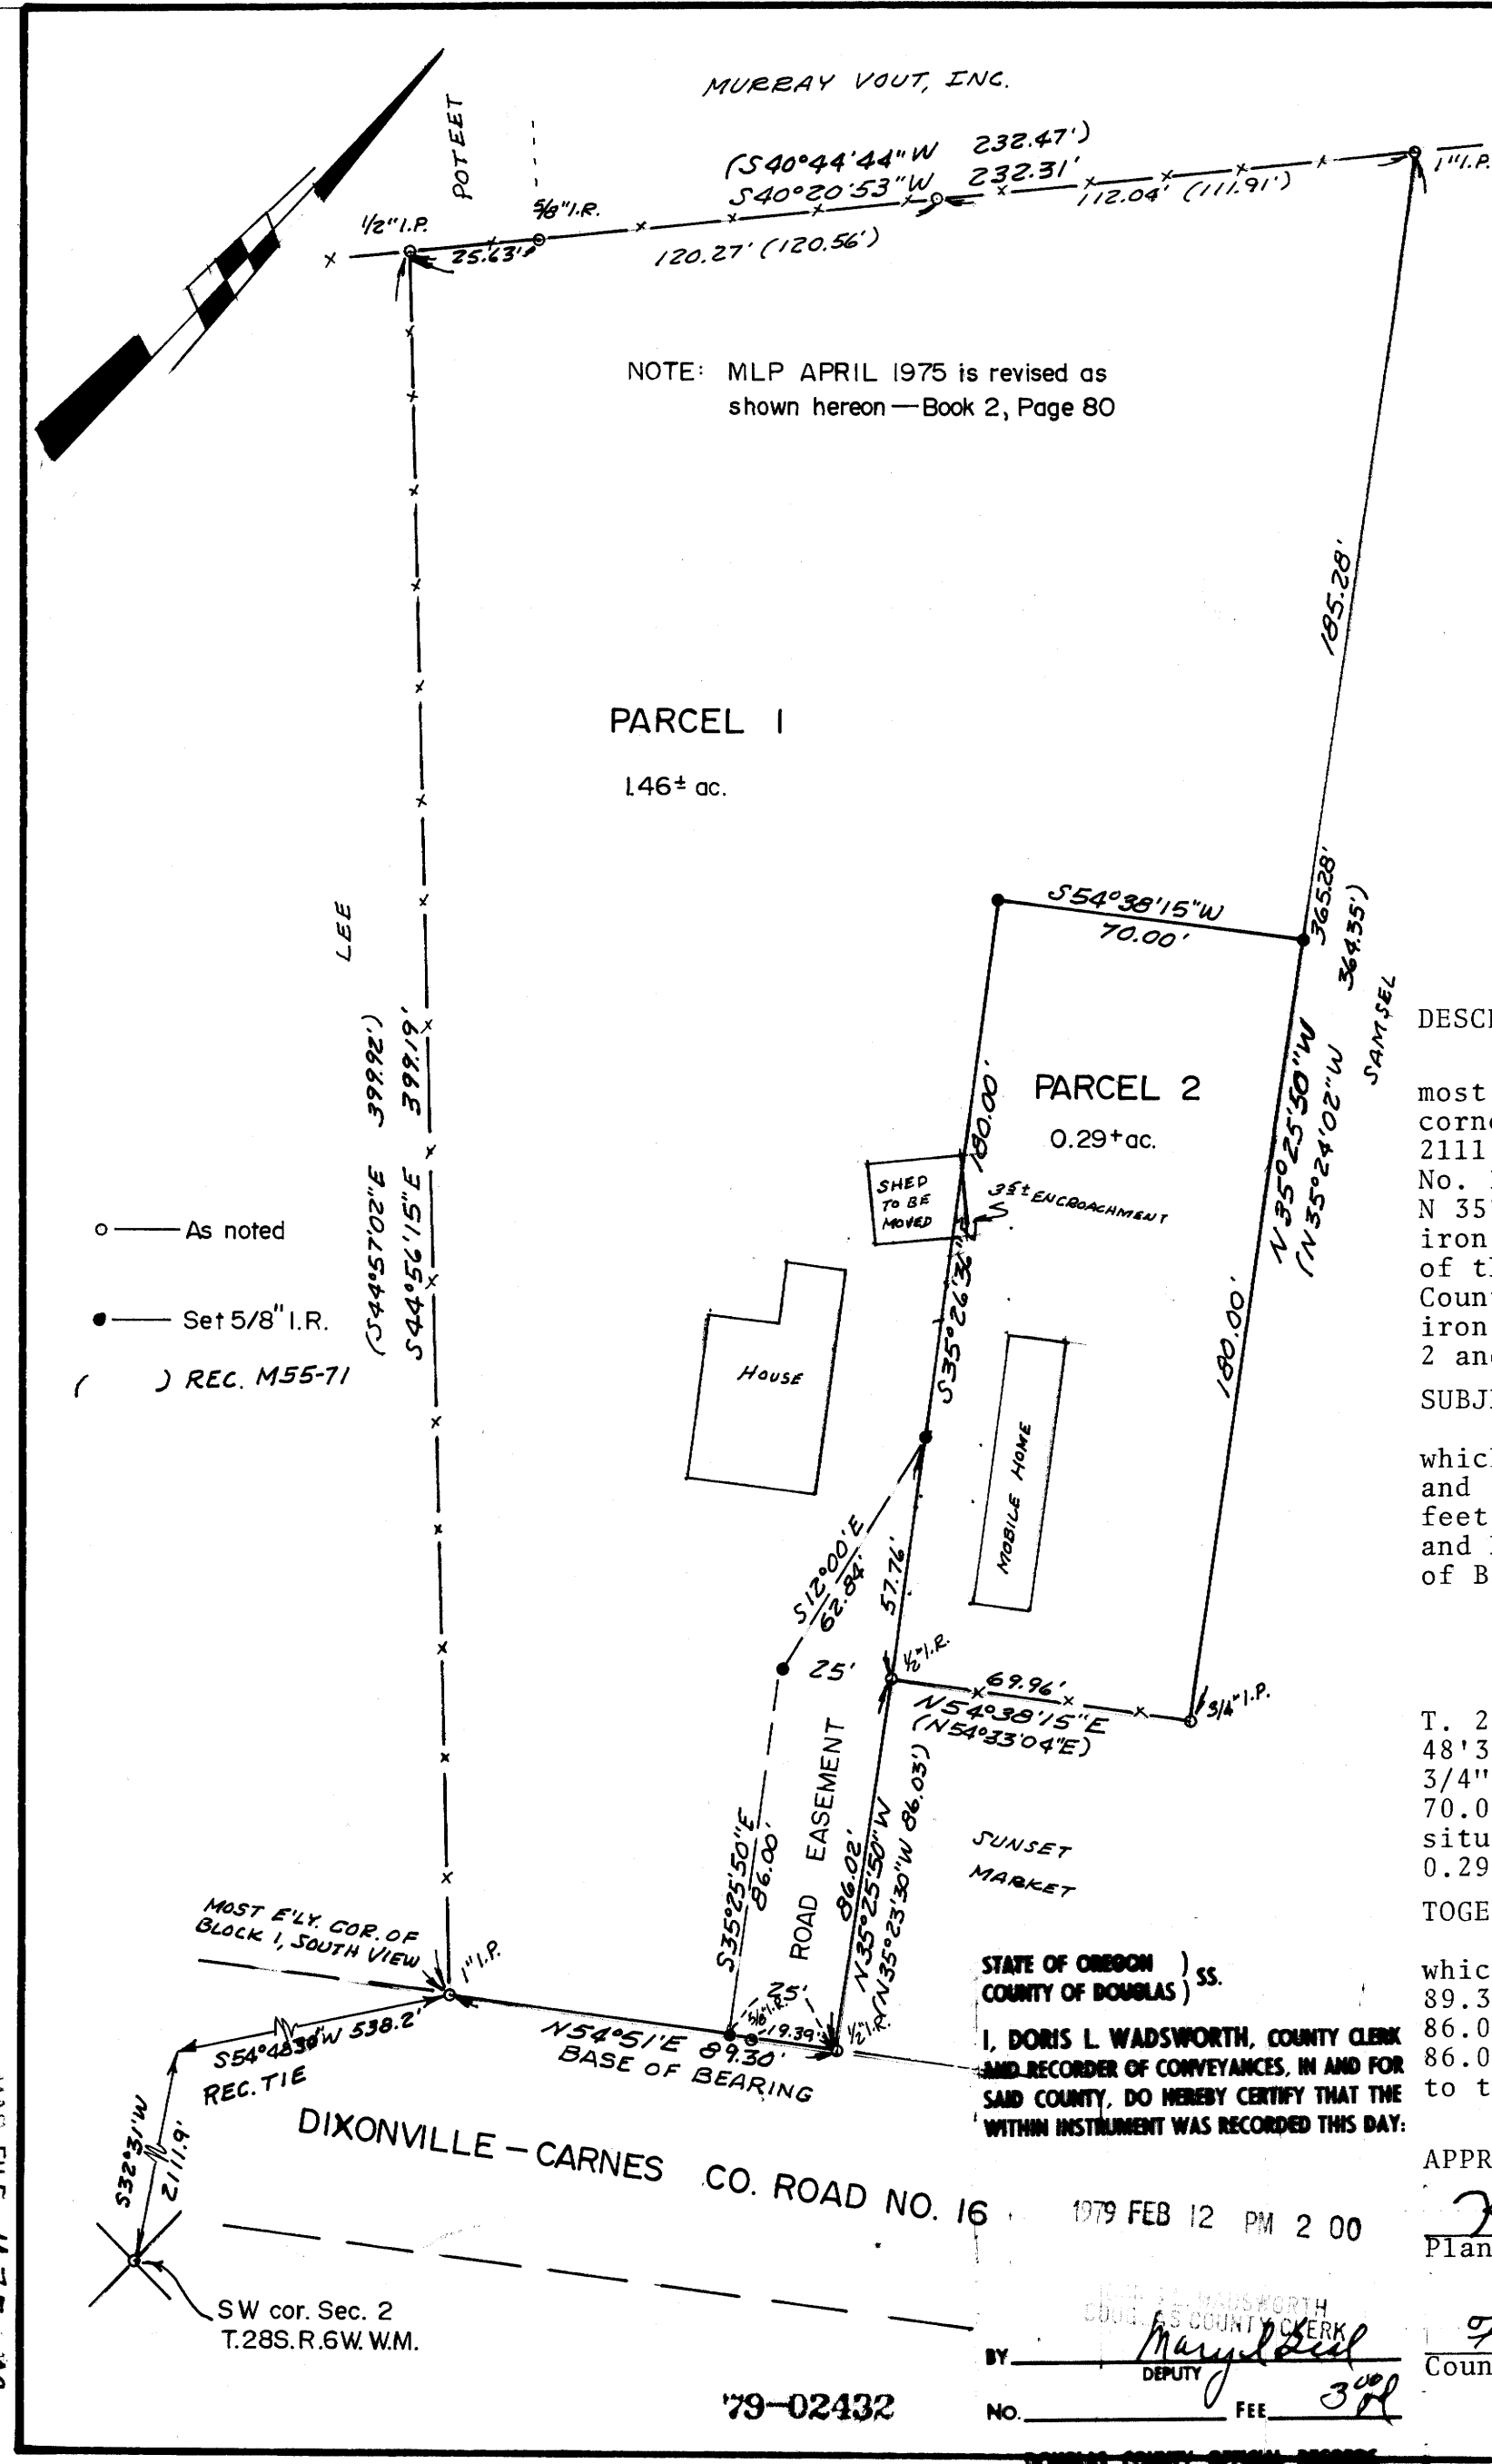 MURRAY VOUT, INC.
POTEET
(S40°44'44"W 232.47')
S40°20'53"W 232.31'
112.04' (111.91')
1" I.P.
1/2" I.P.
5/8" I.R.
25.63'
120.27' (120.56')
NOTE: MLP APRIL 1975 is revised as
shown hereon — Book 2, Page 80
185.28'
PARCEL 1
1.46± ac.
LEE
S54°38'15"W
70.00'
365.28'
364.35')
SAMSEL
N35°25'50"W
(N35°24'02"W
(S44°57'02"E 399.92')
S44°56'15"E 399.19'
180.00'
PARCEL 2
0.29+ac.
SHED
TO BE
MOVED
35± ENCROACHMENT
S35°26'36"E
180.00'
As noted
Set 5/8" I.R.
( ) REC. M55-71
HOUSE
MOBILE HOME
S12°00'E
62.84'
57.76'
25'
1/2" I.R.
69.96'
N54°38'15"E
(N54°33'04"E)
3/4" I.P.
ROAD EASEMENT
S35°25'50"E
86.00'
86.02'
N35°25'50"W
(N35°23'30"W 86.03')
SUNSET
MARKET
MOST E'LY. COR. OF
BLOCK 1, SOUTH VIEW
1" I.P.
25'
5/8" I.R.
19.39'
1/2" I.R.
N54°51'E 89.30'
BASE OF BEARING
S54°48'30"W 538.2'
REC. TIE
S32°31'W
2111.9'
DIXONVILLE – CARNES CO. ROAD NO. 16
SW cor. Sec. 2
T.28S. R.6W. W.M.
STATE OF OREGON )
COUNTY OF DOUGLAS ) SS.
I, DORIS L. WADSWORTH, COUNTY CLERK
AND RECORDER OF CONVEYANCES, IN AND FOR
SAID COUNTY, DO HEREBY CERTIFY THAT THE
WITHIN INSTRUMENT WAS RECORDED THIS DAY:
1979 FEB 12 PM 2 00
WADSWORTH
COUNTY CLERK
BY
DEPUTY
'79-02432
NO. FEE 3.00
DOUGLAS COUNTY OFFICIAL RECORDS
DESC
most
corn
2111
No.
N 35°
iron
of t
Coun
iron
2 an
SUBJ
whic
and
feet
and
of B
T. 2
48'3
3/4"
70.0
situ
0.29
TOGE
whic
89.3
86.0
86.0
to t
APPR
Plan
Coun